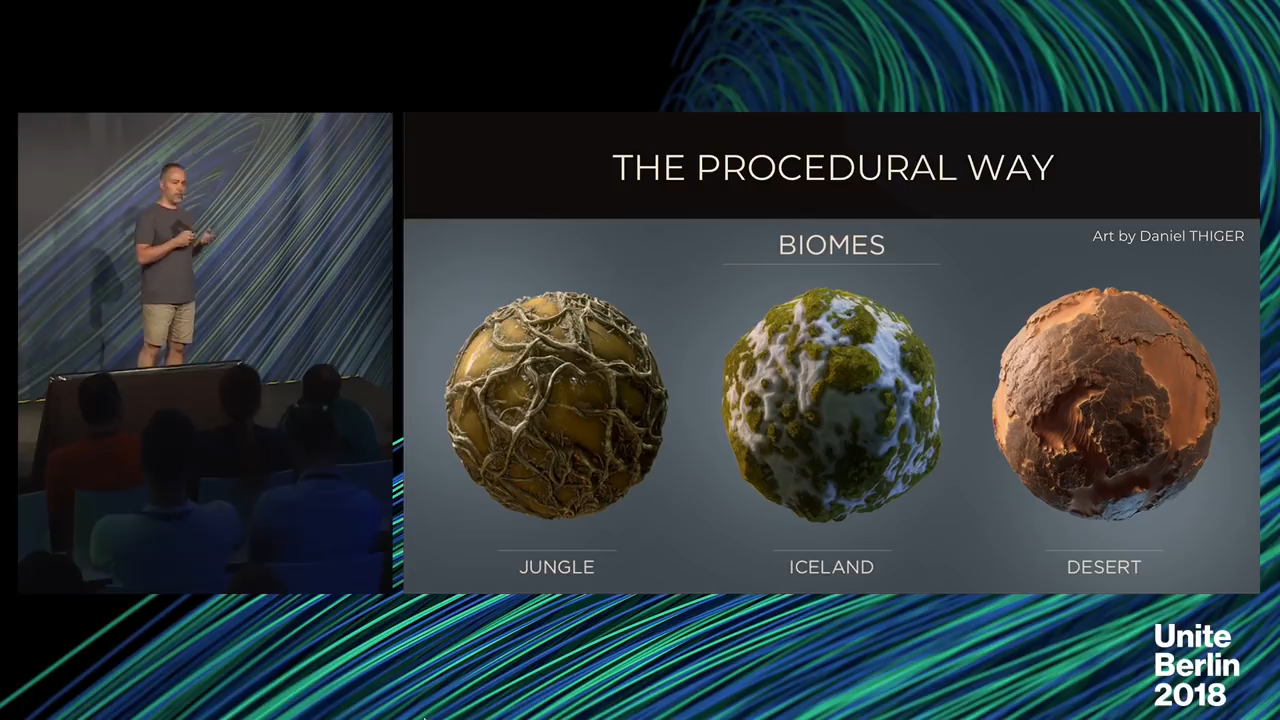 THE PROCEDURAL WAY
BIOMES
Art by Daniel THIGER
JUNGLE
ICELAND
DESERT
Unite
Berlin
2018